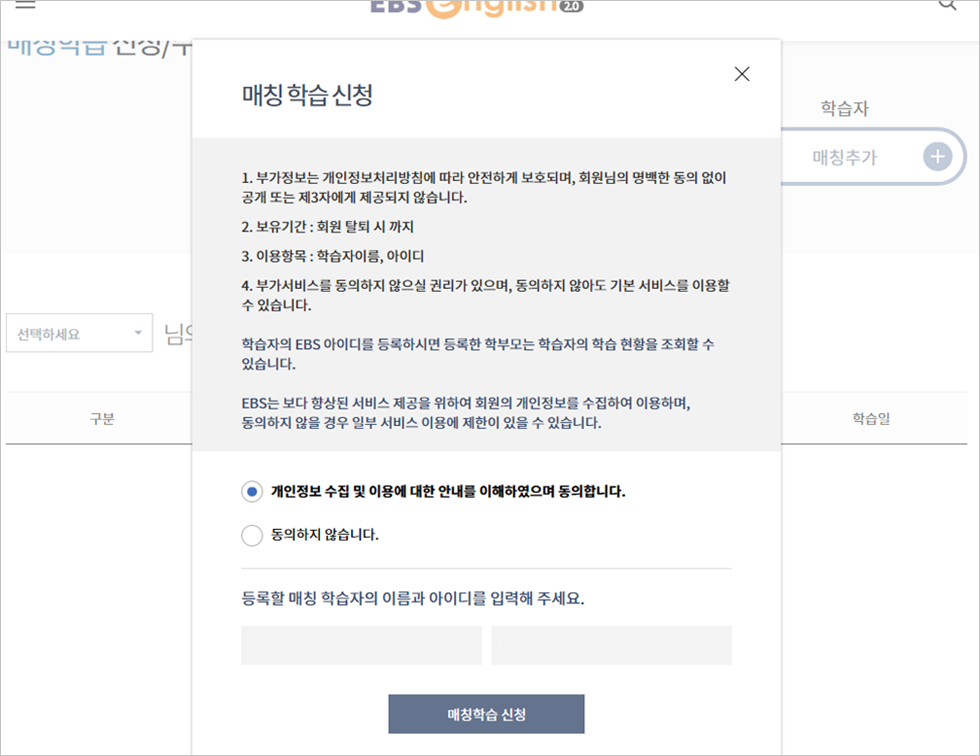 EBS English 2.0
매칭학습 신청/
학습자
매칭추가
선택하세요
구분
학습일
매칭 학습 신청
1. 부가정보는 개인정보처리방침에 따라 안전하게 보호되며, 회원님의 명백한 동의 없이
공개 또는 제3자에게 제공되지 않습니다.
2. 보유기간 : 회원 탈퇴 시 까지
3. 이용항목 : 학습자이름, 아이디
4. 부가서비스를 동의하지 않으실 권리가 있으며, 동의하지 않아도 기본 서비스를 이용할
수 있습니다.
학습자의 EBS 아이디를 등록하시면 등록한 학부모는 학습자의 학습 현황을 조회할 수
있습니다.
EBS는 보다 향상된 서비스 제공을 위하여 회원의 개인정보를 수집하여 이용하며,
동의하지 않을 경우 일부 서비스 이용에 제한이 있을 수 있습니다.
개인정보 수집 및 이용에 대한 안내를 이해하였으며 동의합니다.
동의하지 않습니다.
등록할 매칭 학습자의 이름과 아이디를 입력해 주세요.
매칭학습 신청